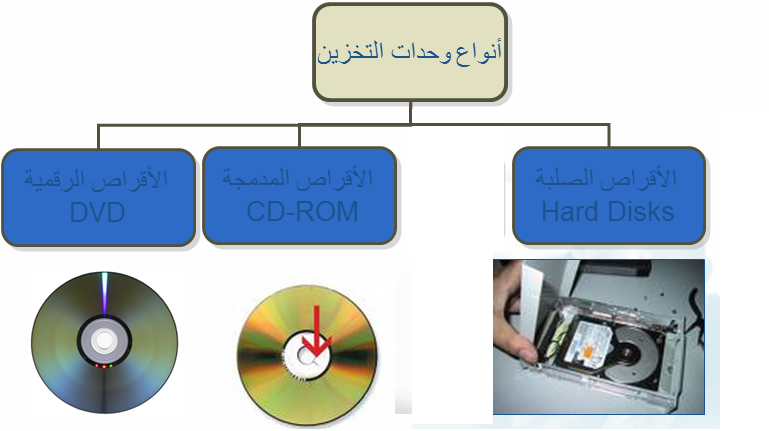 أنواع وحدات التخزين
الأقراص الصلبة
Hard Disks
الأقراص المدمجة
CD-ROM
الأقراص الرقمية
DVD